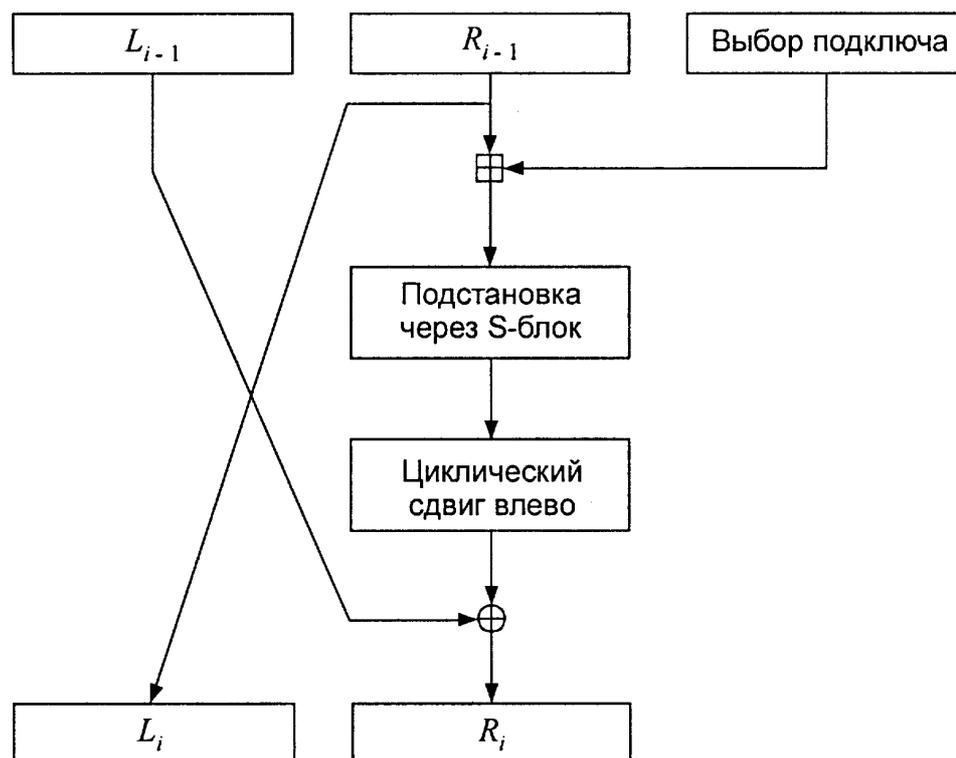 L_{i-1}
R_{i-1}
Выбор подключа
Подстановка
через S-блок
Циклический
сдвиг влево
L_i
R_i